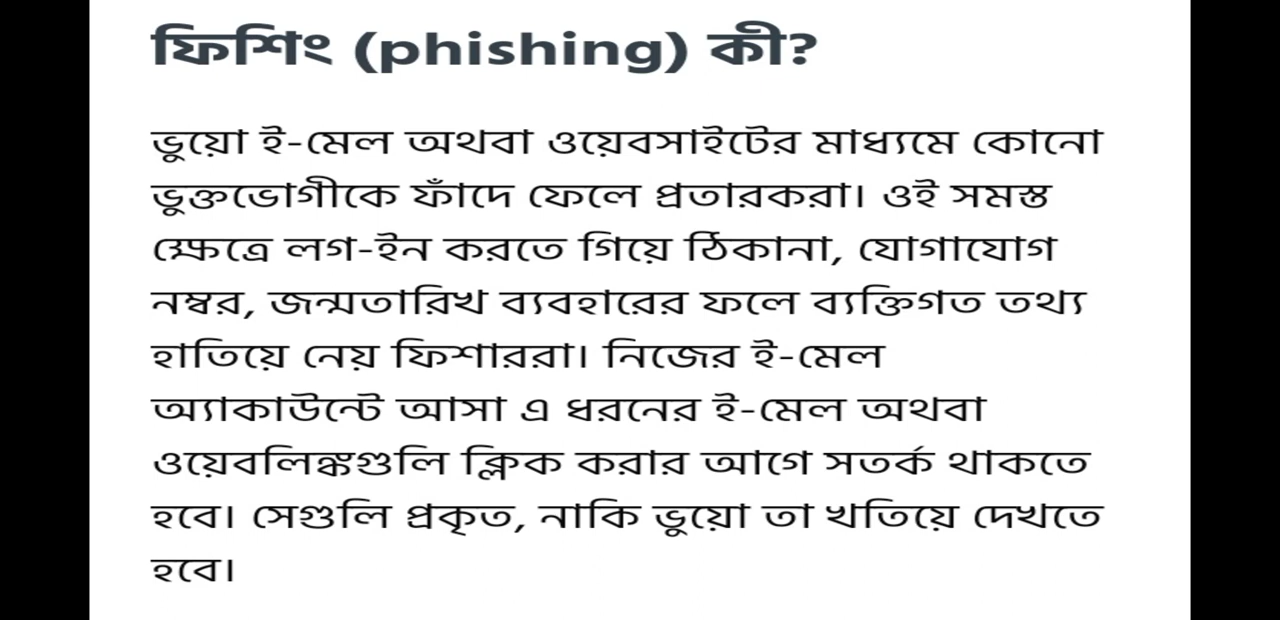 ফিশিং (phishing) কী?
ভুয়ো ই-মেল অথবা ওয়েবসাইটের মাধ্যমে কোনো
ভুক্তভোগীকে ফাঁদে ফেলে প্রতারকরা। ওই সমস্ত
ক্ষেত্রে লগ-ইন করতে গিয়ে ঠিকানা, যোগাযোগ
নম্বর, জন্মতারিখ ব্যবহারের ফলে ব্যক্তিগত তথ্য
হাতিয়ে নেয় ফিশাররা। নিজের ই-মেল
অ্যাকাউন্টে আসা এ ধরনের ই-মেল অথবা
ওয়েবলিঙ্কগুলি ক্লিক করার আগে সতর্ক থাকতে
হবে। সেগুলি প্রকৃত, নাকি ভুয়ো তা খতিয়ে দেখতে
হবে।